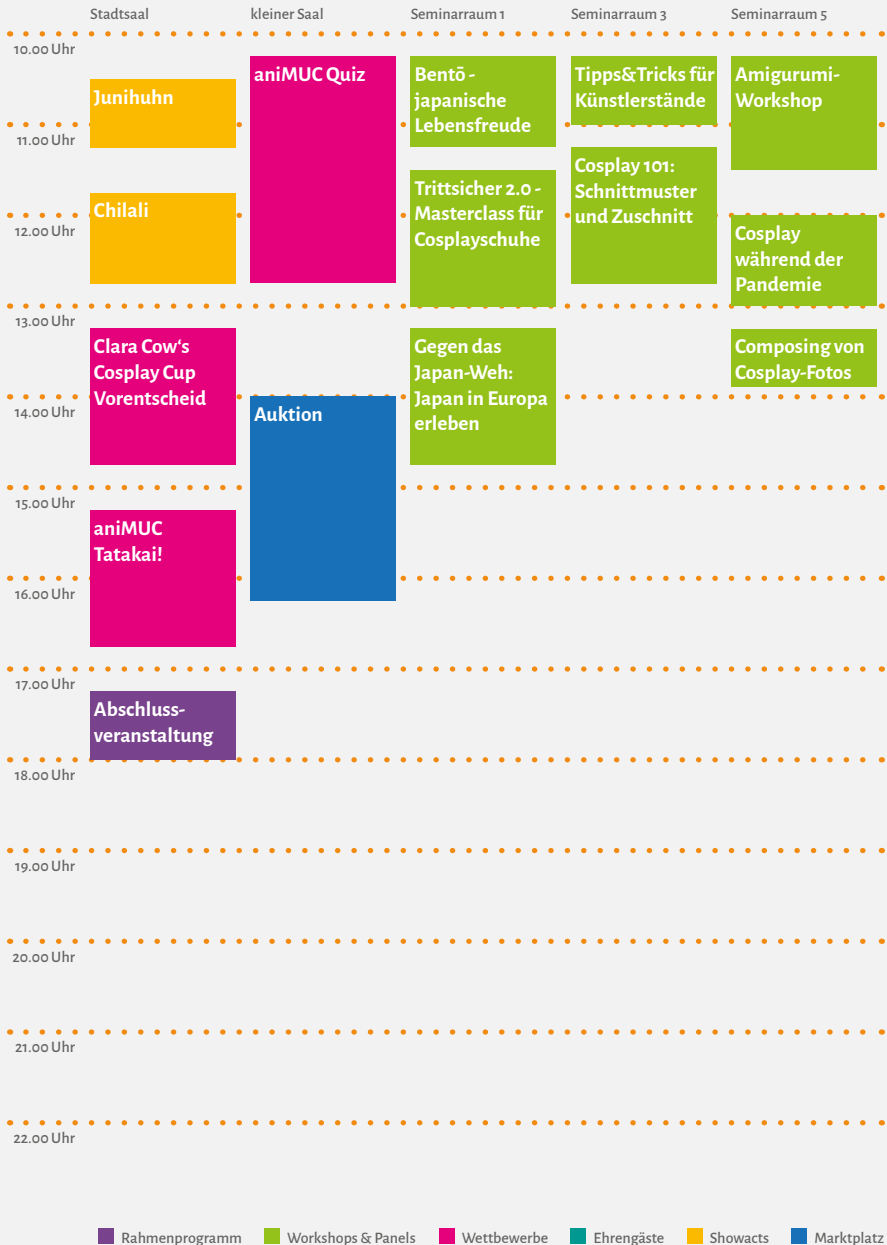 Stadtsaal
kleiner Saal
Seminarraum 1
Seminarraum 3
Seminarraum 5
10.00 Uhr
11.00 Uhr
12.00 Uhr
13.00 Uhr
14.00 Uhr
15.00 Uhr
16.00 Uhr
17.00 Uhr
18.00 Uhr
19.00 Uhr
20.00 Uhr
21.00 Uhr
22.00 Uhr
Junihuhn
Chilali
Clara Cow‘s
Cosplay Cup
Vorentscheid
aniMUC
Tatakai!
Abschluss-
veranstaltung
aniMUC Quiz
Auktion
Bentō -
japanische
Lebensfreude
Trittsicher 2.0 -
Masterclass für
Cosplayschuhe
Gegen das
Japan-Weh:
Japan in Europa
erleben
Tipps&Tricks für
Künstlerstände
Cosplay 101:
Schnittmuster
und Zuschnitt
Amigurumi-
Workshop
Cosplay
während der
Pandemie
Composing von
Cosplay-Fotos
Rahmenprogramm
Workshops & Panels
Wettbewerbe
Ehrengäste
Showacts
Marktplatz